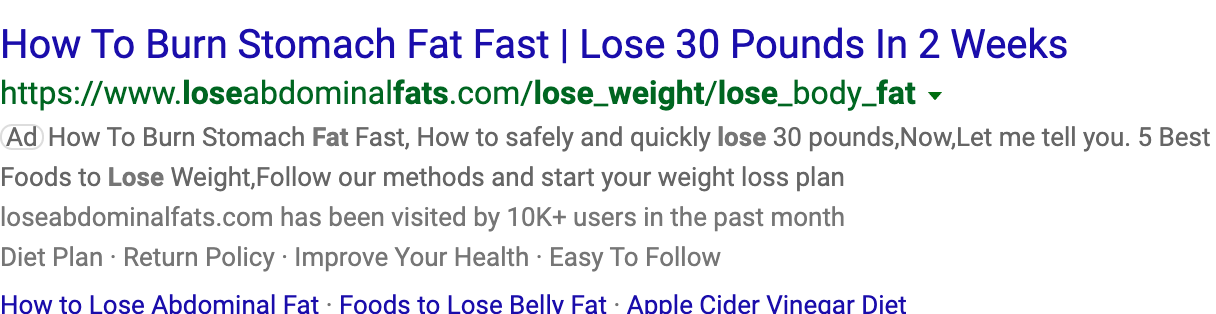 How To Burn Stomach Fat Fast | Lose 30 Pounds In 2 Weeks
https://www.loseabdominalfats.com/lose_weight/lose_body_fat
Ad How To Burn Stomach Fat Fast, How to safely and quickly lose 30 pounds,Now,Let me tell you. 5 Best
Foods to Lose Weight,Follow our methods and start your weight loss plan
loseabdominalfats.com has been visited by 10K+ users in the past month
Diet Plan · Return Policy · Improve Your Health · Easy To Follow
How to Lose Abdominal Fat · Foods to Lose Belly Fat · Apple Cider Vinegar Diet